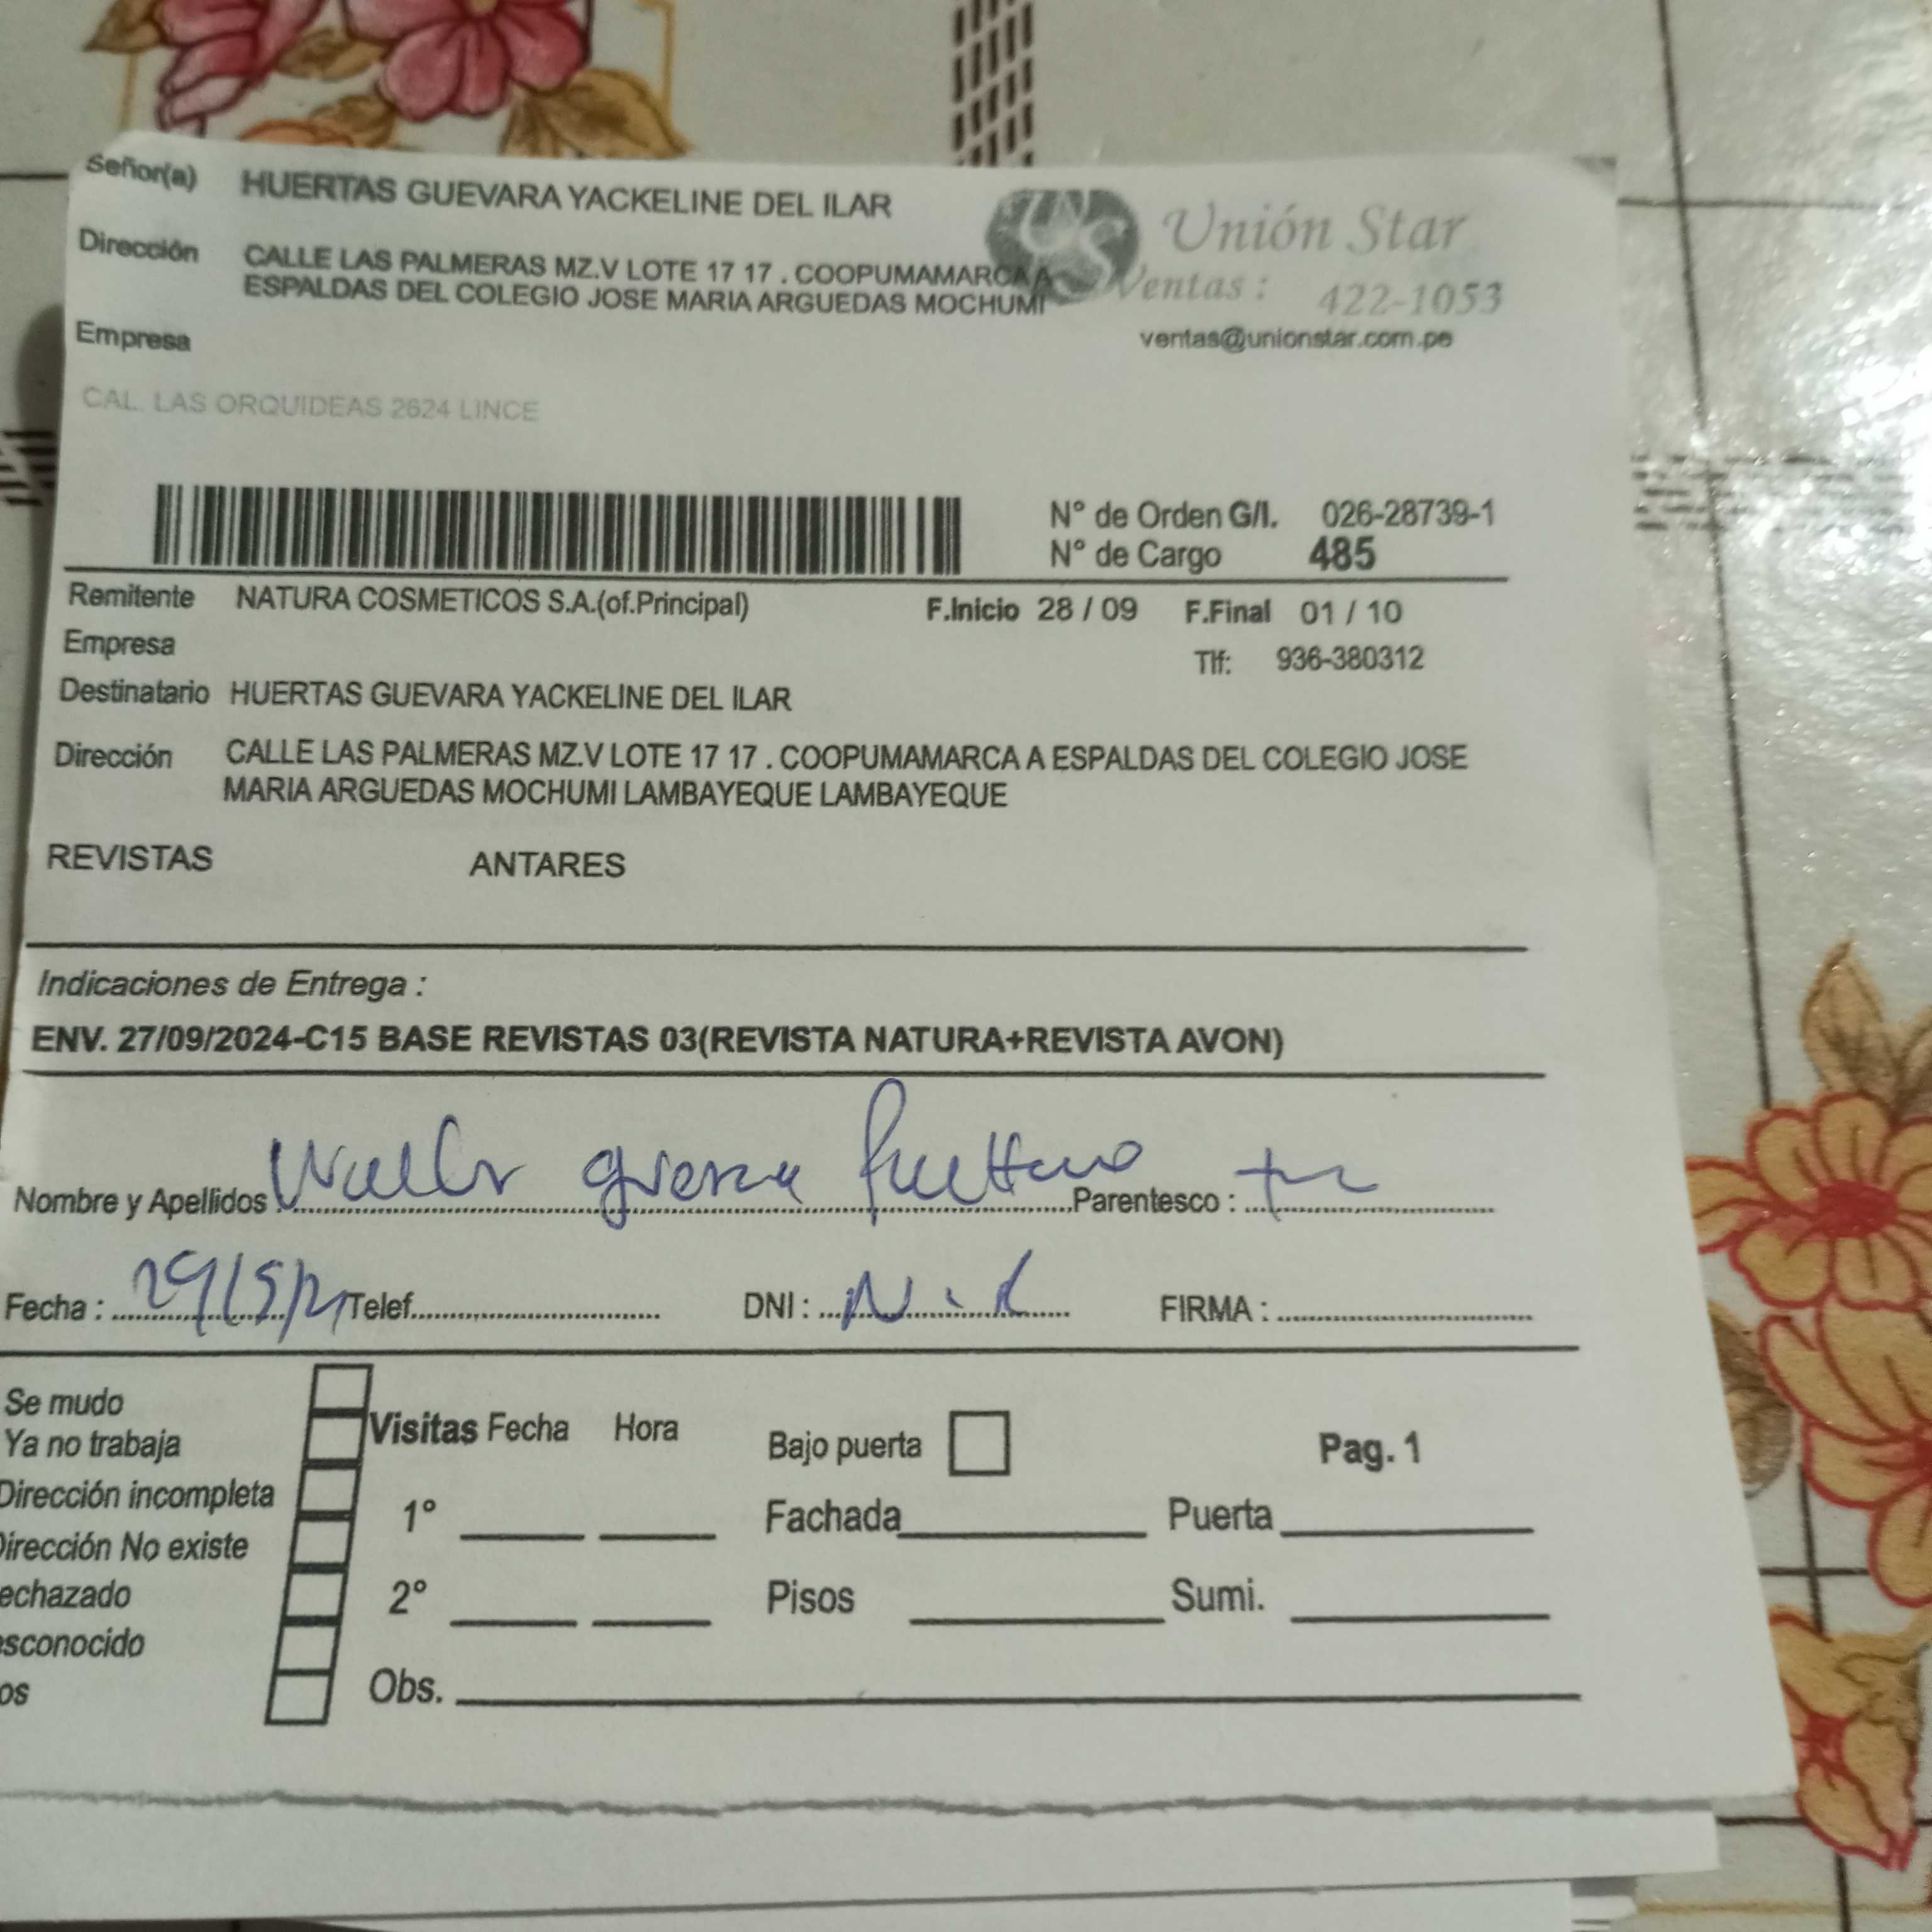 Señor(a) HUERTAS GUEVARA YACKELINE DEL ILAR
Unión Star
Dirección CALLE LAS PALMERAS MZ.V LOTE 17 17 . COOPUMAMARCA A
ESPALDAS DEL COLEGIO JOSE MARIA ARGUEDAS MOCHUMI
Ventas : 422-1053
Empresa
ventas@unionstar.com.pe
CAL. LAS ORQUIDEAS 2624 LINCE
N° de Orden G/I. 026-28739-1
N° de Cargo 485
Remitente NATURA COSMETICOS S.A.(of.Principal) F.Inicio 28 / 09 F.Final 01 / 10
Empresa
Tlf: 936-380312
Destinatario HUERTAS GUEVARA YACKELINE DEL ILAR
Dirección CALLE LAS PALMERAS MZ.V LOTE 17 17 . COOPUMAMARCA A ESPALDAS DEL COLEGIO JOSE
MARIA ARGUEDAS MOCHUMI LAMBAYEQUE LAMBAYEQUE
REVISTAS ANTARES
Indicaciones de Entrega :
ENV. 27/09/2024-C15 BASE REVISTAS 03(REVISTA NATURA+REVISTA AVON)
Nombre y Apellidos : Parentesco :
Fecha : Telef. DNI : FIRMA :
Se mudo
Ya no trabaja
Dirección incompleta
Dirección No existe
echazado
esconocido
os
Visitas Fecha Hora Bajo puerta Pag. 1
1° Fachada Puerta
2° Pisos Sumi.
Obs.